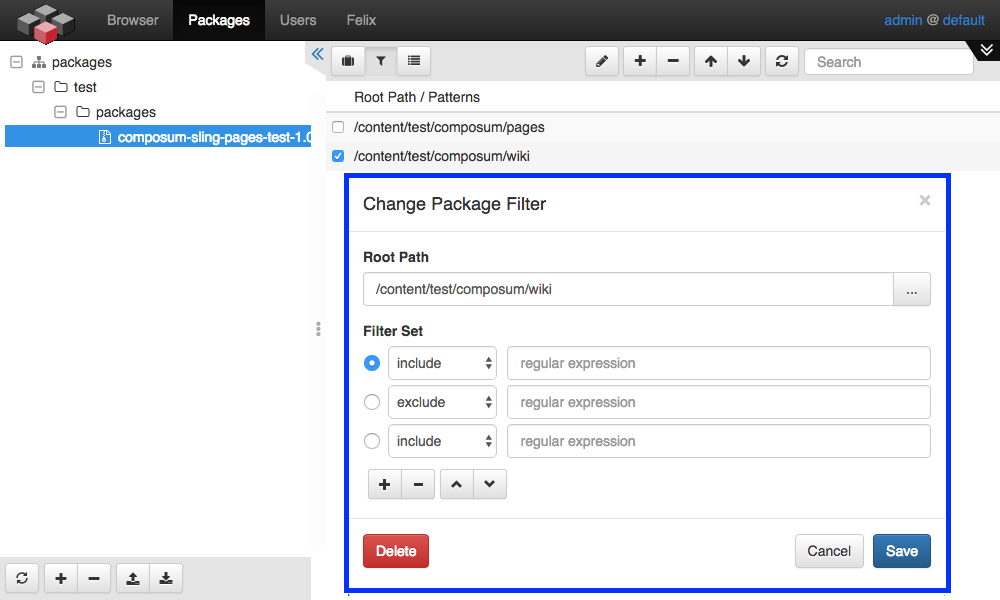 Browser Packages Users Felix admin @ default
packages
test
packages
composum-sling-pages-test-1.0
Search
Root Path / Patterns
/content/test/composum/pages
/content/test/composum/wiki
Change Package Filter
Root Path
/content/test/composum/wiki
...
Filter Set
include regular expression
exclude regular expression
include regular expression
Delete Cancel Save